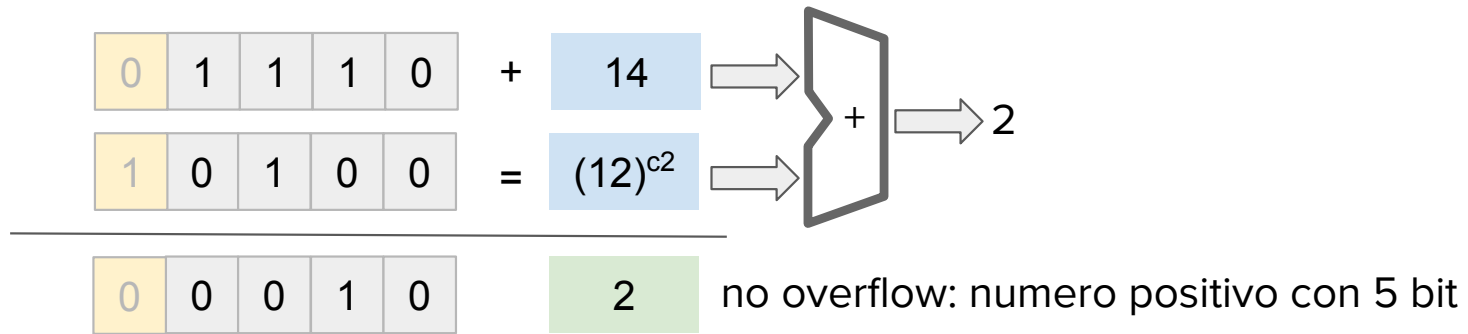 0 1 1 1 0 + 14
+ 2
1 0 1 0 0 = (12)^c2
0 0 0 1 0 2 no overflow: numero positivo con 5 bit